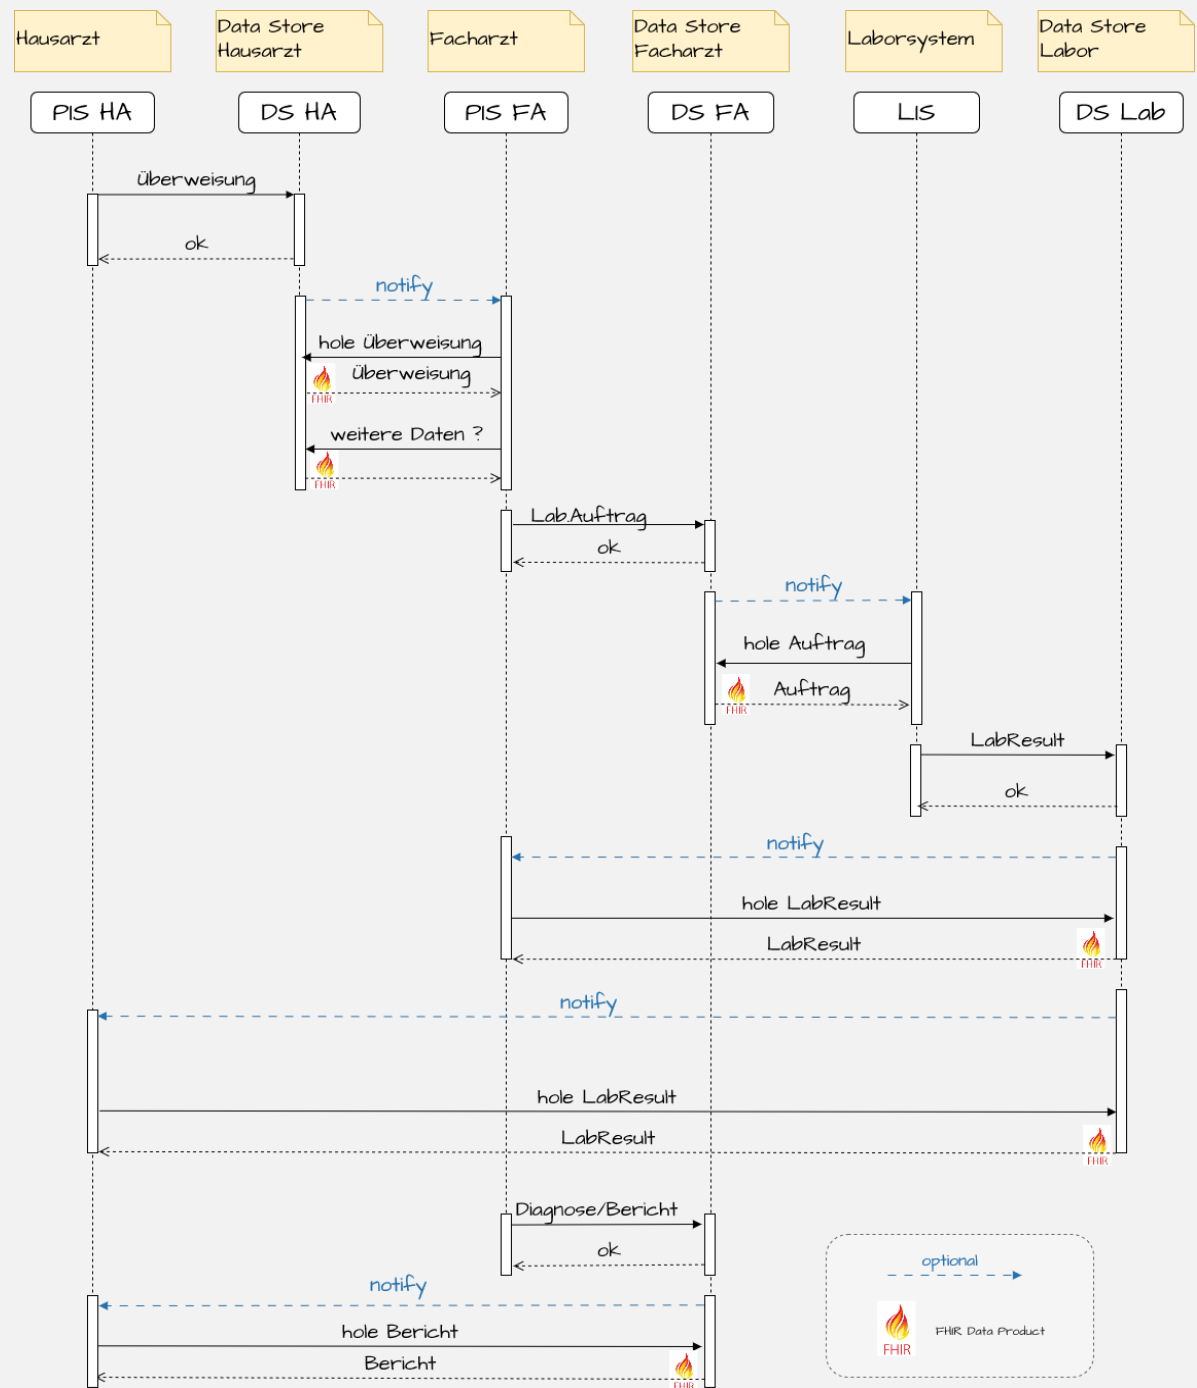 Hausarzt
Data Store
Hausarzt
Facharzt
Data Store
Facharzt
Laborsystem
Data Store
Labor
PIS HA
DS HA
PIS FA
DS FA
LIS
DS Lab
Überweisung
ok
notify
hole Überweisung
Überweisung
FHIR
weitere Daten ?
FHIR
Lab.Auftrag
ok
notify
hole Auftrag
Auftrag
FHIR
LabResult
ok
notify
hole LabResult
LabResult
FHIR
notify
hole LabResult
LabResult
FHIR
Diagnose/Bericht
ok
notify
hole Bericht
Bericht
FHIR
optional
FHIR
FHIR Data Product